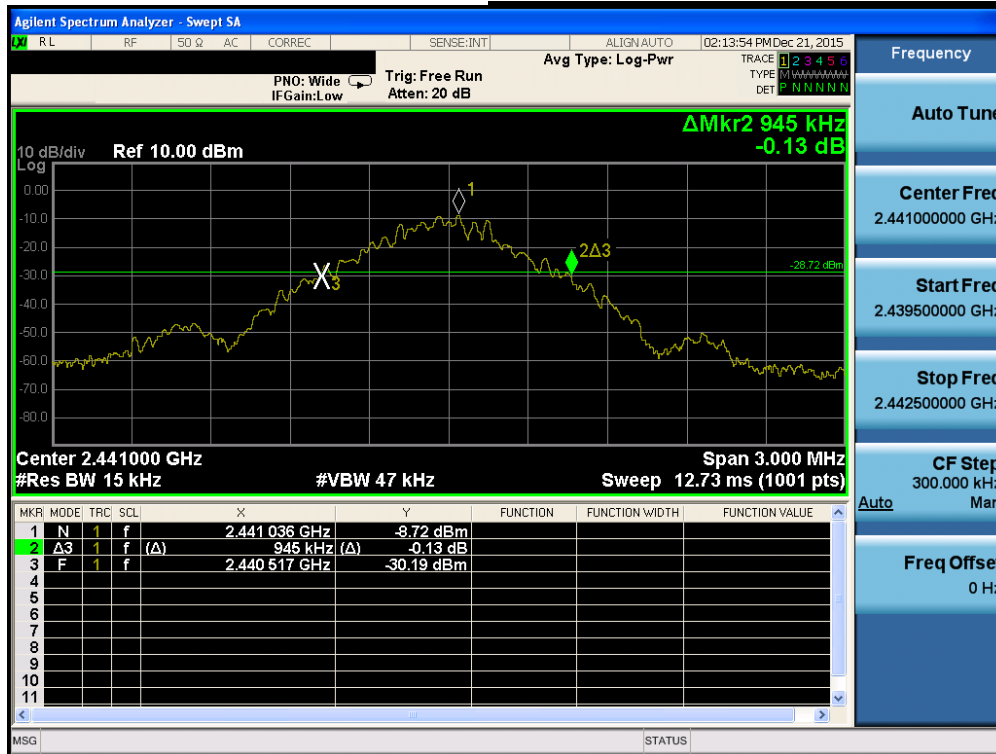 Agilent Spectrum Analyzer - Swept SA
LXI RL RF 50 Ω AC CORREC SENSE:INT ALIGN AUTO 02:13:54 PM Dec 21, 2015
Frequency
Avg Type: Log-Pwr
TRACE 1 2 3 4 5 6
PNO: Wide
Trig: Free Run
TYPE M
IFGain:Low
Atten: 20 dB
DET P N N N N N
Auto Tune
ΔMkr2 945 kHz
-0.13 dB
10 dB/div Ref 10.00 dBm
Log
0.00
-10.0
-20.0
-30.0
-40.0
-50.0
-60.0
-70.0
-80.0
1
2Δ3
-28.72 dBm
3
Center Freq
2.441000000 GHz
Start Freq
2.439500000 GHz
Stop Freq
2.442500000 GHz
Center 2.441000 GHz Span 3.000 MHz
#Res BW 15 kHz #VBW 47 kHz Sweep 12.73 ms (1001 pts)
CF Step
300.000 kHz
Auto Man
MKR MODE TRC SCL X Y FUNCTION FUNCTION WIDTH FUNCTION VALUE
1 N 1 f 2.441 036 GHz -8.72 dBm
2 Δ3 1 f (Δ) 945 kHz (Δ) -0.13 dB
3 F 1 f 2.440 517 GHz -30.19 dBm
4
5
6
7
8
9
10
11
Freq Offset
0 Hz
MSG STATUS